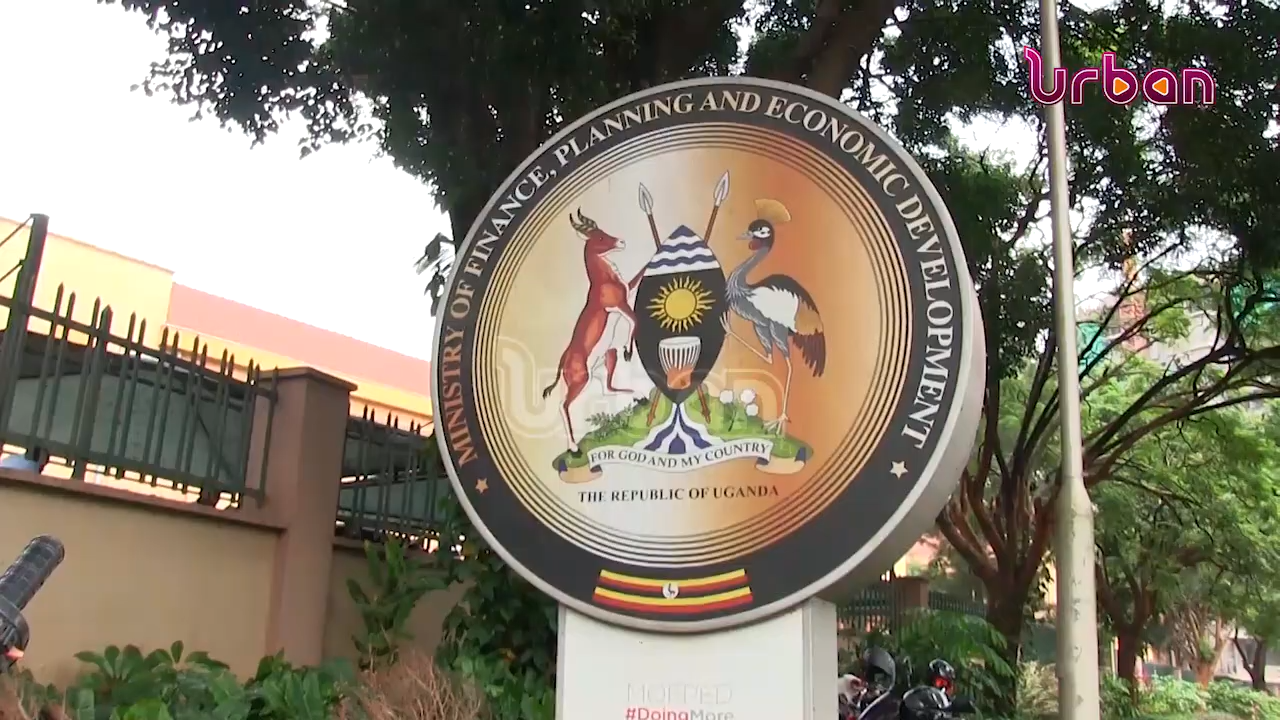 Urban
MINISTRY OF FINANCE, PLANNING AND ECONOMIC DEVELOPMENT
FOR GOD AND MY COUNTRY
THE REPUBLIC OF UGANDA
MOFPED
#DoingMore